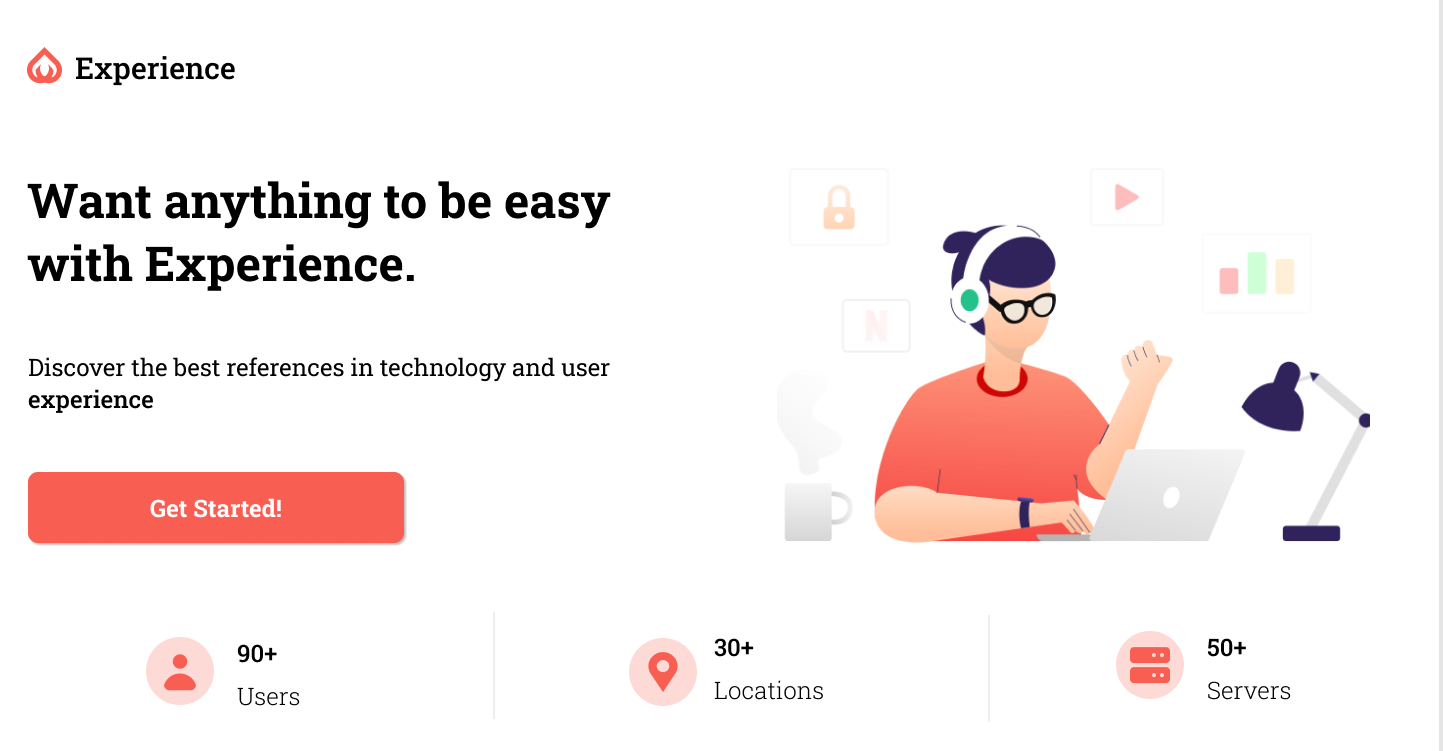 Experience
Want anything to be easy
with Experience.
Discover the best references in technology and user
experience
Get Started!
N
90+
Users
30+
Locations
50+
Servers